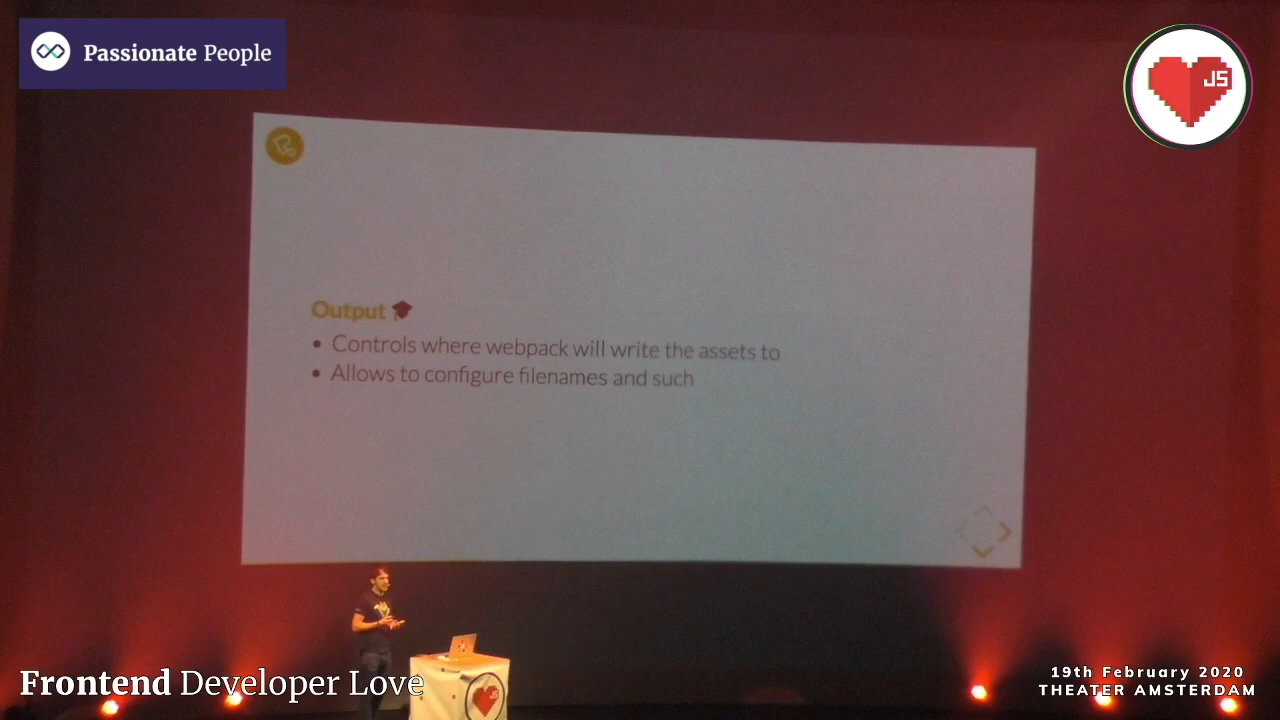 Passionate People
JS
Output
Controls where webpack will write the assets to
Allows to configure filenames and such
JS
Frontend Developer Love
19th February 2020
THEATER AMSTERDAM